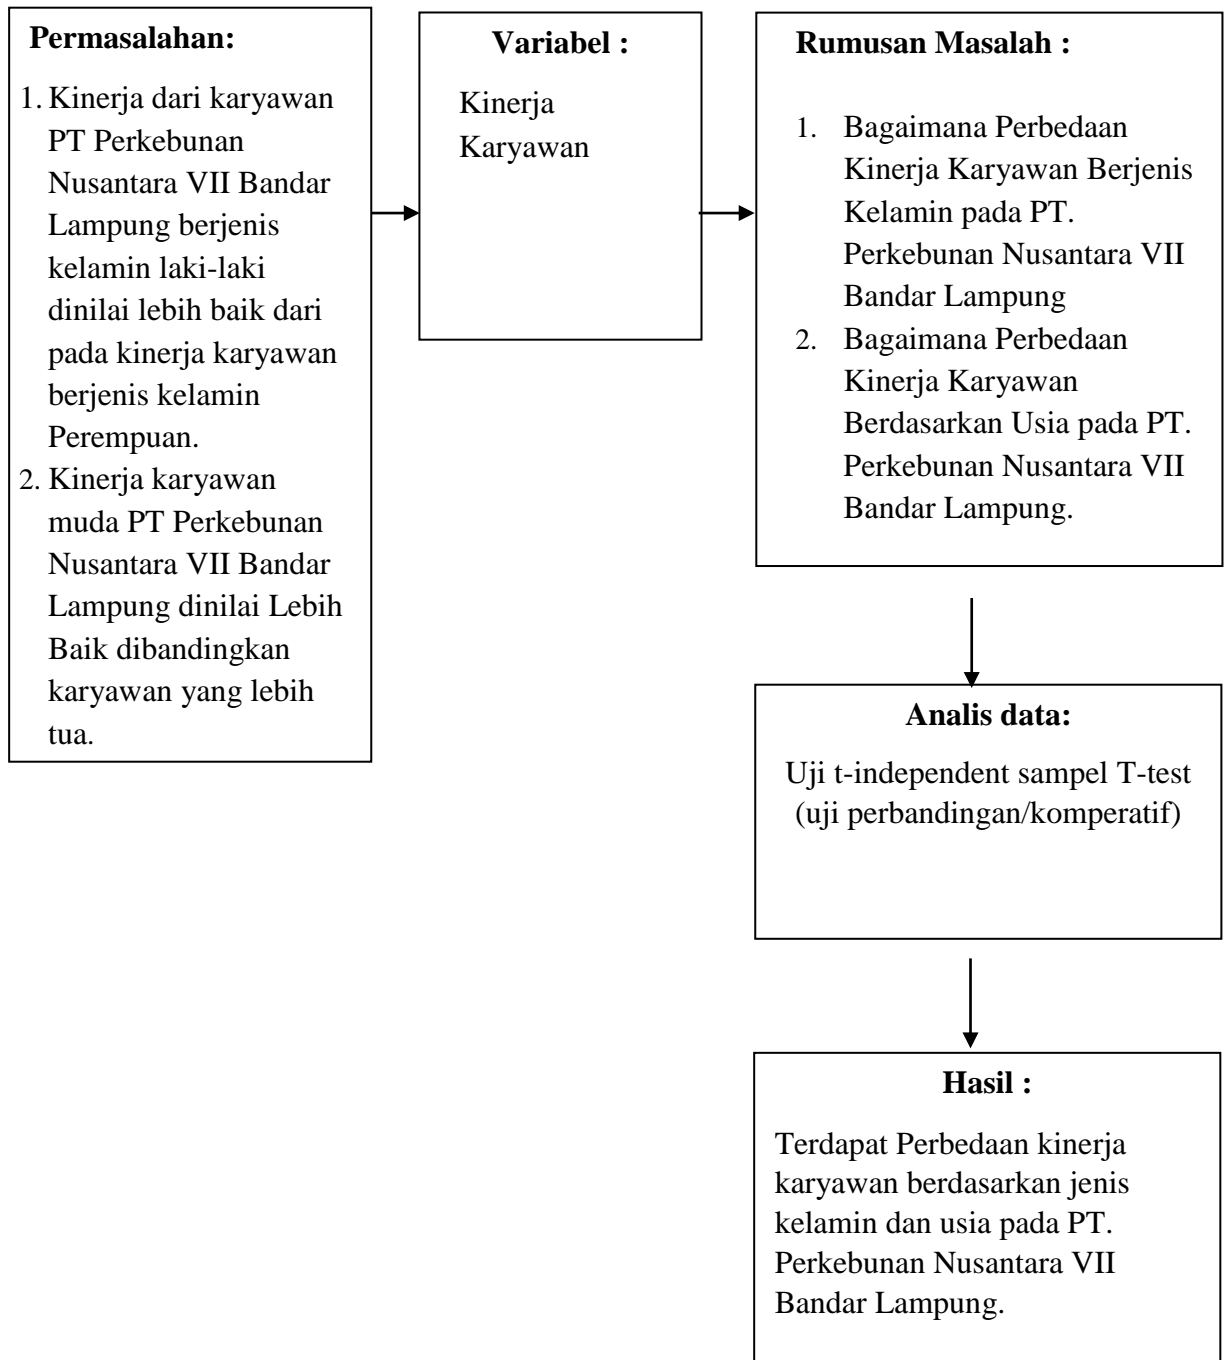 Permasalahan:
1. Kinerja dari karyawan
PT Perkebunan
Nusantara VII Bandar
Lampung berjenis
kelamin laki-laki
dinilai lebih baik dari
pada kinerja karyawan
berjenis kelamin
Perempuan.
2. Kinerja karyawan
muda PT Perkebunan
Nusantara VII Bandar
Lampung dinilai Lebih
Baik dibandingkan
karyawan yang lebih
tua.
Variabel :
Kinerja
Karyawan
Rumusan Masalah :
1. Bagaimana Perbedaan
Kinerja Karyawan Berjenis
Kelamin pada PT.
Perkebunan Nusantara VII
Bandar Lampung
2. Bagaimana Perbedaan
Kinerja Karyawan
Berdasarkan Usia pada PT.
Perkebunan Nusantara VII
Bandar Lampung.
Analis data:
Uji t-independent sampel T-test
(uji perbandingan/komperatif)
Hasil :
Terdapat Perbedaan kinerja
karyawan berdasarkan jenis
kelamin dan usia pada PT.
Perkebunan Nusantara VII
Bandar Lampung.